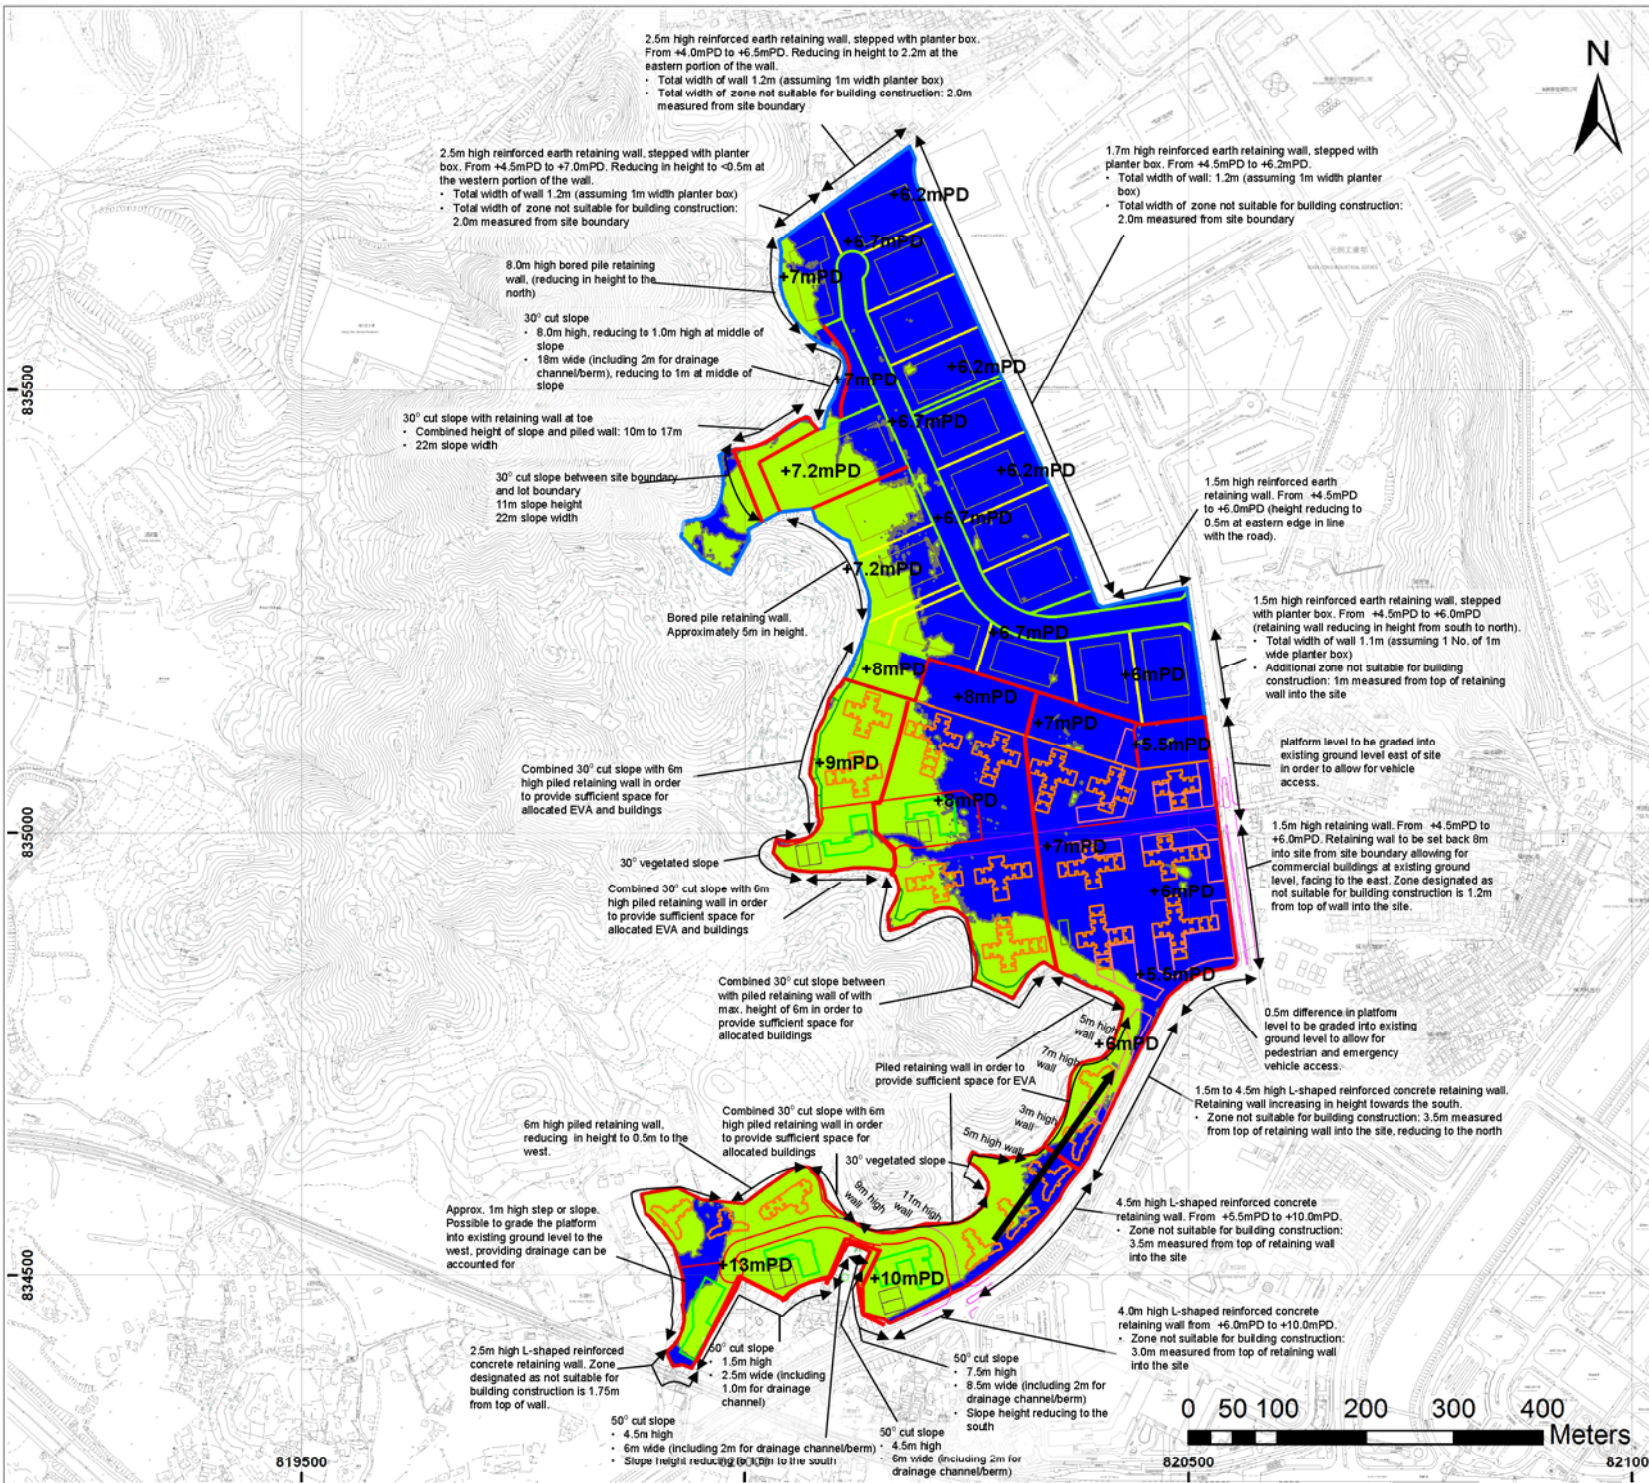 N
2.5m high reinforced earth retaining wall, stepped with planter box.
From +4.0mPD to +6.5mPD. Reducing in height to 2.2m at the
eastern portion of the wall.
· Total width of wall 1.2m (assuming 1m width planter box)
· Total width of zone not suitable for building construction: 2.0m
measured from site boundary
2.5m high reinforced earth retaining wall, stepped with planter
box. From +4.5mPD to +7.0mPD. Reducing in height to <0.5m at
the western portion of the wall.
· Total width of wall 1.2m (assuming 1m width planter box)
· Total width of zone not suitable for building construction:
2.0m measured from site boundary
1.7m high reinforced earth retaining wall, stepped with
planter box. From +4.5mPD to +6.2mPD.
· Total width of wall: 1.2m (assuming 1m width planter
box)
· Total width of zone not suitable for building construction:
2.0m measured from site boundary
8.0m high bored pile retaining
wall, (reducing in height to the
north)
30° cut slope
· 8.0m high, reducing to 1.0m high at middle of
slope
· 18m wide (including 2m for drainage
channel/berm), reducing to 1m at middle of
slope
30° cut slope with retaining wall at toe
· Combined height of slope and piled wall: 10m to 17m
· 22m slope width
30° cut slope between site boundary
and lot boundary
11m slope height
22m slope width
1.5m high reinforced earth
retaining wall. From +4.5mPD
to +6.0mPD (height reducing to
0.5m at eastern edge in line
with the road).
Bored pile retaining wall.
Approximately 5m in height.
1.5m high reinforced earth retaining wall, stepped
with planter box. From +4.5mPD to +6.0mPD
(retaining wall reducing in height from south to north).
· Total width of wall 1.1m (assuming 1 No. of 1m
wide planter box)
· Additional zone not suitable for building
construction: 1m measured from top of retaining
wall into the site
platform level to be graded into
existing ground level east of site
in order to allow for vehicle
access.
Combined 30° cut slope with 6m
high piled retaining wall in order
to provide sufficient space for
allocated EVA and buildings
1.5m high retaining wall. From +4.5mPD to
+6.0mPD. Retaining wall to be set back 8m
into site from site boundary allowing for
commercial buildings at existing ground
level, facing to the east. Zone designated as
not suitable for building construction is 1.2m
from top of wall into the site.
30° vegetated slope
Combined 30° cut slope with 6m
high piled retaining wall in order
to provide sufficient space for
allocated EVA and buildings
Combined 30° cut slope between
with piled retaining wall of with
max. height of 6m in order to
provide sufficient space for
allocated buildings
0.5m difference in platform
level to be graded into existing
ground level to allow for
pedestrian and emergency
vehicle access.
Piled retaining wall in order to
provide sufficient space for EVA
1.5m to 4.5m high L-shaped reinforced concrete retaining wall.
Retaining wall increasing in height towards the south.
· Zone not suitable for building construction: 3.5m measured
from top of retaining wall into the site, reducing to the north
6m high piled retaining wall,
reducing in height to 0.5m to the
west.
Combined 30° cut slope with 6m
high piled retaining wall in order
to provide sufficient space for
allocated buildings
30° vegetated slope
5m high
wall
7m high
wall
3m high
wall
5m high wall
9m high
wall
11m high
wall
Approx. 1m high step or slope.
Possible to grade the platform
into existing ground level to the
west, providing drainage can be
accounted for
4.5m high L-shaped reinforced concrete
retaining wall. From +5.5mPD to +10.0mPD.
· Zone not suitable for building construction:
3.5m measured from top of retaining wall
into the site
4.0m high L-shaped reinforced concrete
retaining wall from +6.0mPD to +10.0mPD.
· Zone not suitable for building construction:
3.0m measured from top of retaining wall
into the site
2.5m high L-shaped reinforced
concrete retaining wall. Zone
designated as not suitable for
building construction is 1.75m
from top of wall.
50° cut slope
· 1.5m high
· 2.5m wide (including
1.0m for drainage
channel)
50° cut slope
· 7.5m high
· 8.5m wide (including 2m for
drainage channel/berm)
· Slope height reducing to the
south
50° cut slope
· 4.5m high
· 6m wide (including 2m for drainage channel/berm)
· Slope height reducing to 1.5m to the south
50° cut slope
· 4.5m high
· 6m wide (including 2m for
drainage channel/berm)
+6.2mPD
+6.7mPD
+7mPD
+7mPD
+6.2mPD
+6.7mPD
+7.2mPD
+6.2mPD
+6.7mPD
+7.2mPD
+6.7mPD
+8mPD
+6mPD
+8mPD
+7mPD
+5.5mPD
+9mPD
+8mPD
+7mPD
+6mPD
+5.5mPD
+6mPD
+13mPD
+10mPD
835500
835000
834500
819500
820500
82100
0 50 100 200 300 400
Meters